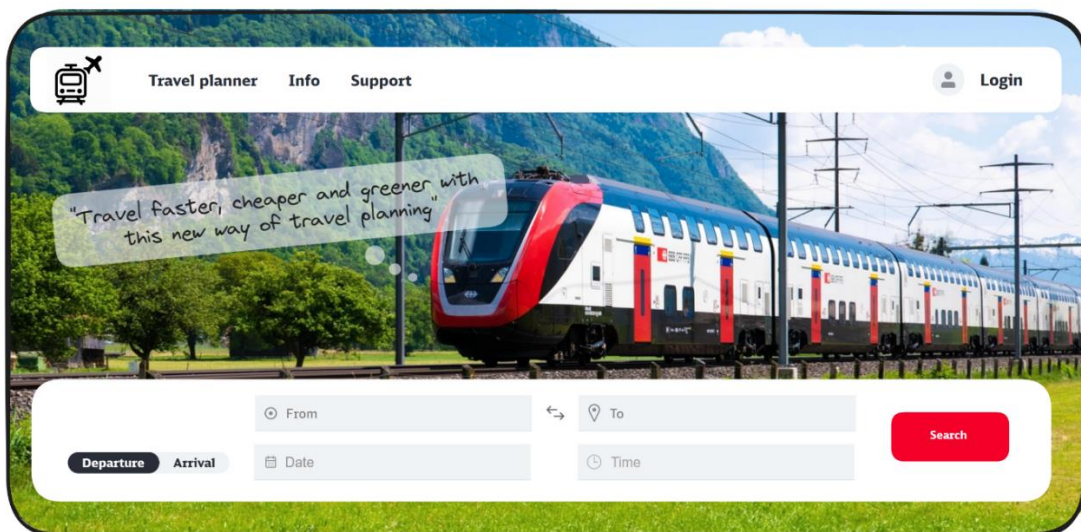 Travel planner Info Support Login
"Travel faster, cheaper and greener with
this new way of travel planning"
From To
Search
Departure Arrival Date Time